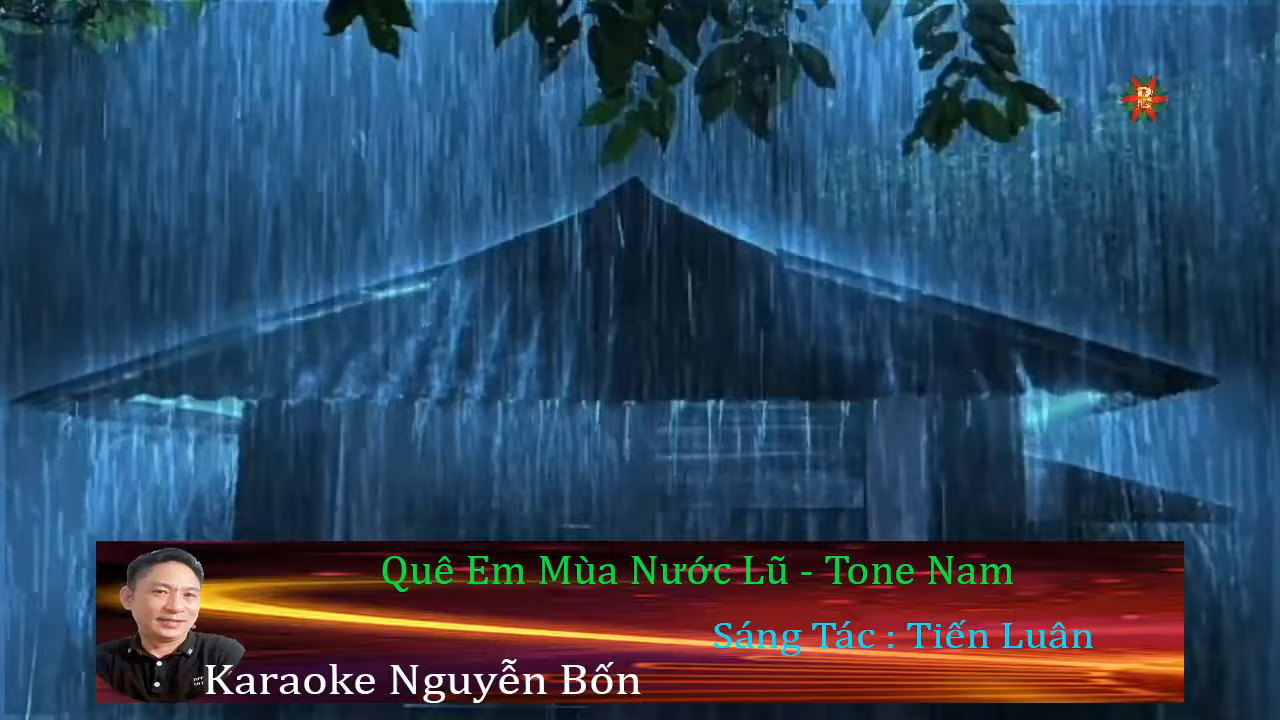 Quê Em Mùa Nước Lũ - Tone Nam
Sáng Tác : Tiến Luân
Karaoke Nguyễn Bốn